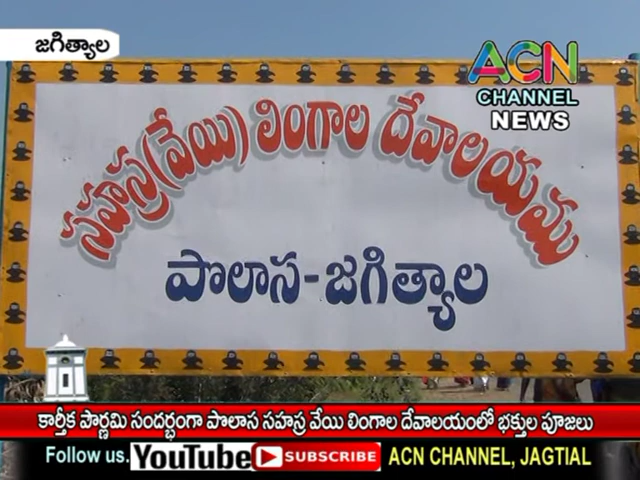 జగిత్యాల
ACN
CHANNEL
NEWS
సహస్ర(వేయి) లింగాల దేవాలయము
పొలాస-జగిత్యాల
కార్తీక పౌర్ణమి సందర్భంగా పొలాస సహస్ర వేయి లింగాల దేవాలయంలో భక్తుల పూజలు
Follow us. YouTube SUBSCRIBE ACN CHANNEL, JAGTIAL